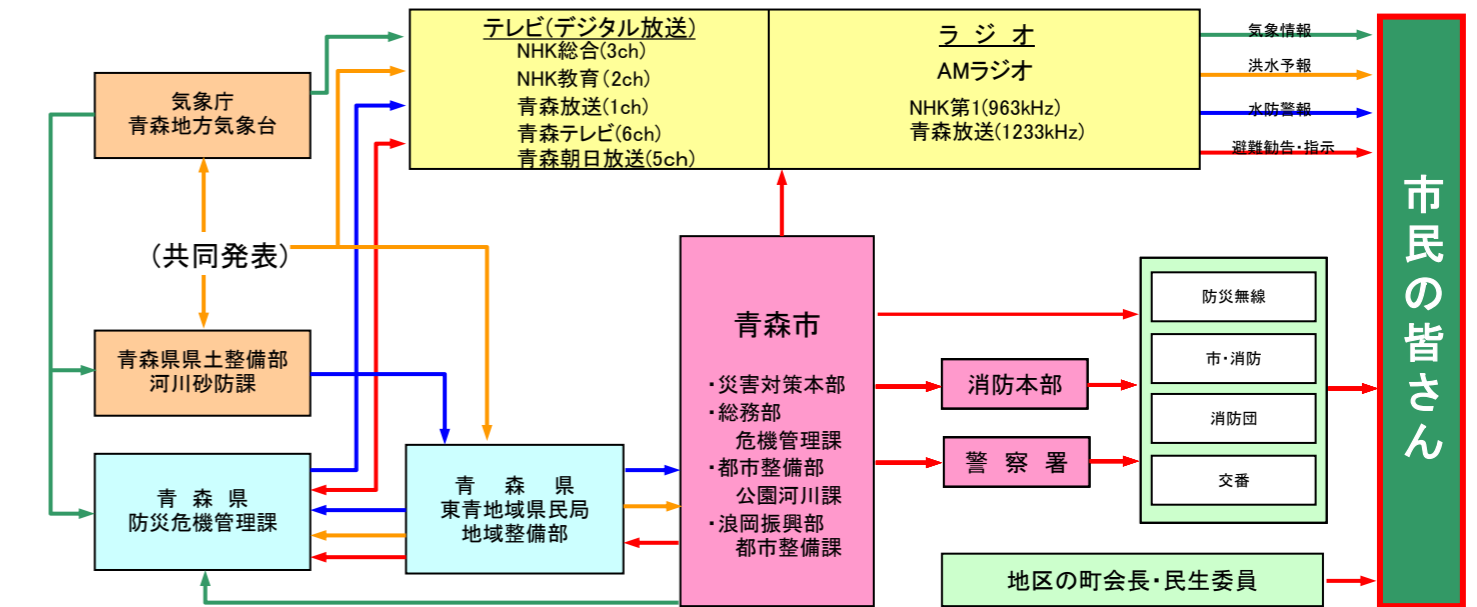 テレビ(デジタル放送)
NHK総合(3ch)
NHK教育(2ch)
青森放送(1ch)
青森テレビ(6ch)
青森朝日放送(5ch)
ラ ジ オ
AMラジオ
NHK第1(963kHz)
青森放送(1233kHz)
気象情報
洪水予報
水防警報
避難勧告・指示
市民の皆さん
気象庁
青森地方気象台
(共同発表)
青森県県土整備部
河川砂防課
青 森 県
防災危機管理課
青 森 県
東青地域県民局
地域整備部
青森市
・災害対策本部
・総務部
危機管理課
・都市整備部
公園河川課
・浪岡振興部
都市整備課
消防本部
警 察 署
防災無線
市・消防
消防団
交番
地区の町会長・民生委員